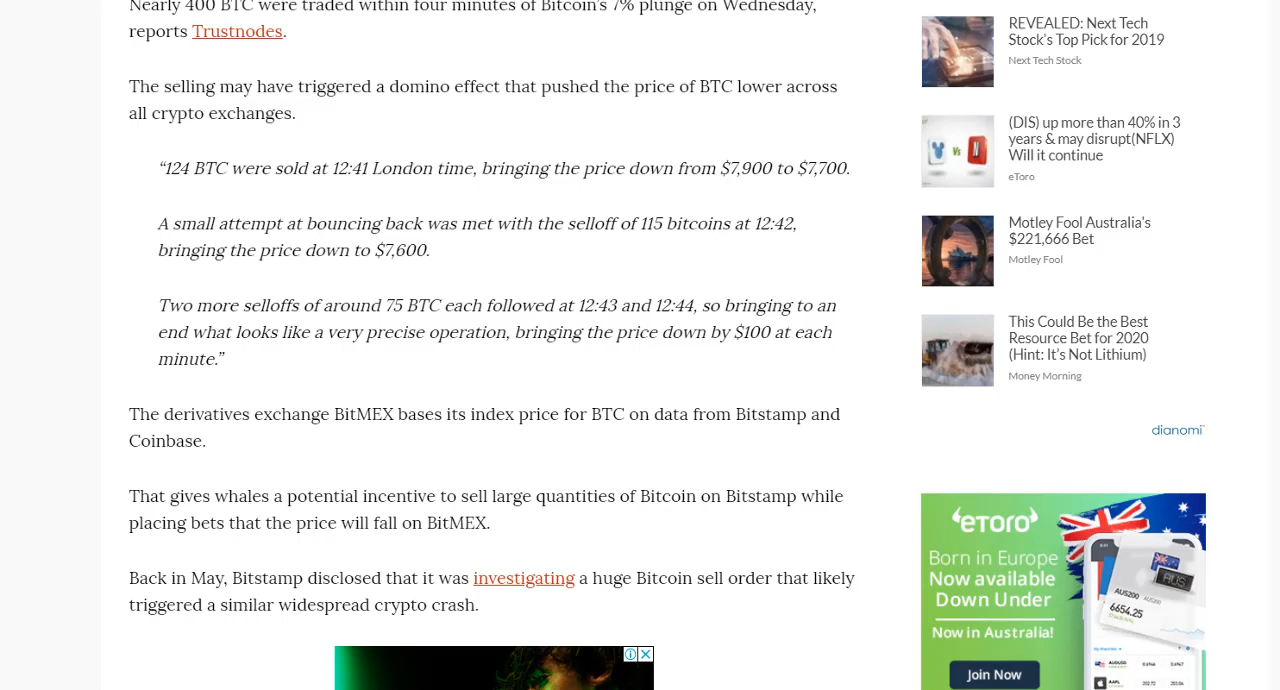 Nearly 400 BTC were traded within four minutes of Bitcoin's 7% plunge on Wednesday,
reports Trustnodes.
The selling may have triggered a domino effect that pushed the price of BTC lower across
all crypto exchanges.
“124 BTC were sold at 12:41 London time, bringing the price down from $7,900 to $7,700.
A small attempt at bouncing back was met with the selloff of 115 bitcoins at 12:42,
bringing the price down to $7,600.
Two more selloffs of around 75 BTC each followed at 12:43 and 12:44, so bringing to an
end what looks like a very precise operation, bringing the price down by $100 at each
minute.”
The derivatives exchange BitMEX bases its index price for BTC on data from Bitstamp and
Coinbase.
That gives whales a potential incentive to sell large quantities of Bitcoin on Bitstamp while
placing bets that the price will fall on BitMEX.
Back in May, Bitstamp disclosed that it was investigating a huge Bitcoin sell order that likely
triggered a similar widespread crypto crash.
REVEALED: Next Tech
Stock's Top Pick for 2019
Next Tech Stock
(DIS) up more than 40% in 3
years & may disrupt(NFLX)
Will it continue
eToro
Vs
Motley Fool Australia's
$221,666 Bet
Motley Fool
This Could Be the Best
Resource Bet for 2020
(Hint: It's Not Lithium)
Money Morning
dianomi
eToro
Born in Europe
Now available
Down Under
Now in Australia!
Join Now
AUS200
AUS200
6654.25
AUDUSD
AAPL